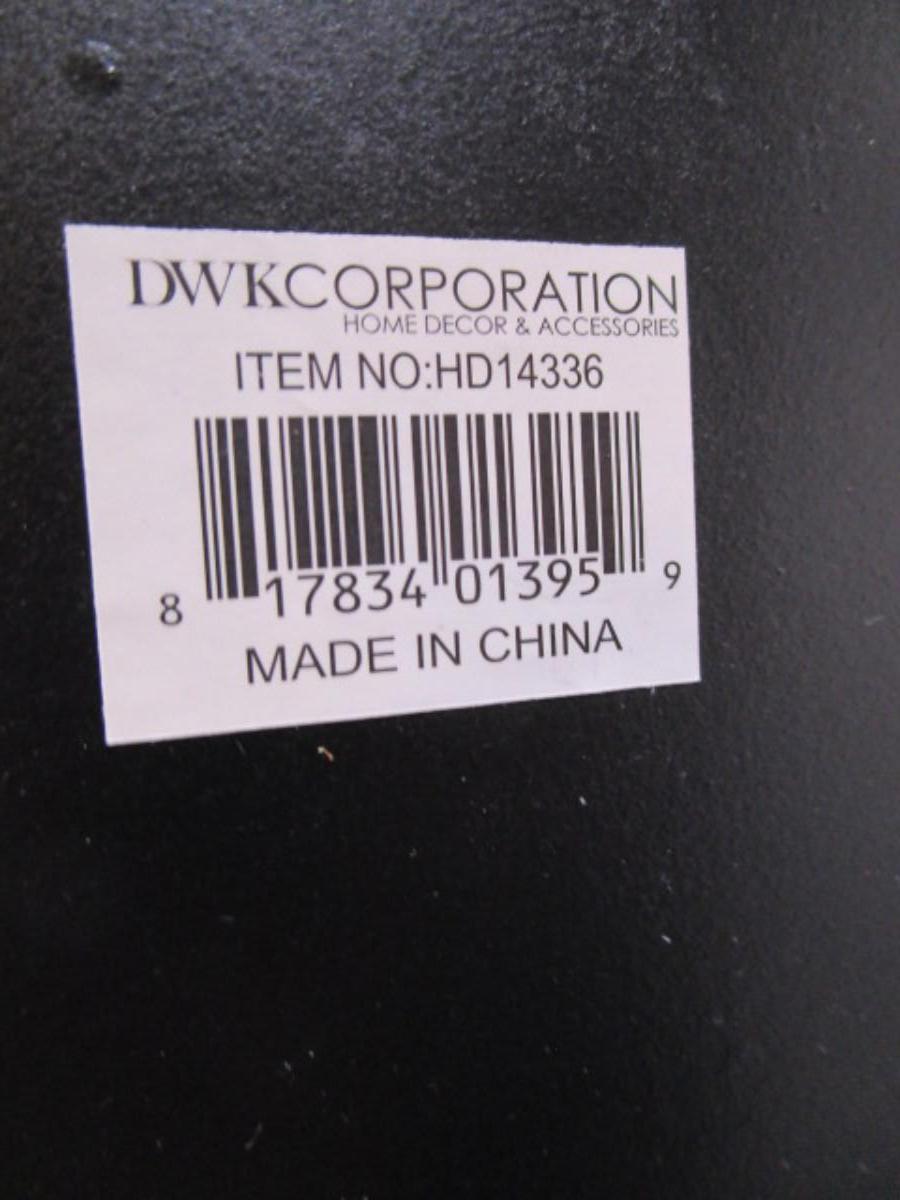 DWKCORPORATION
HOME DECOR & ACCESSORIES
ITEM NO:HD14336
8 17834 01395 9
MADE IN CHINA